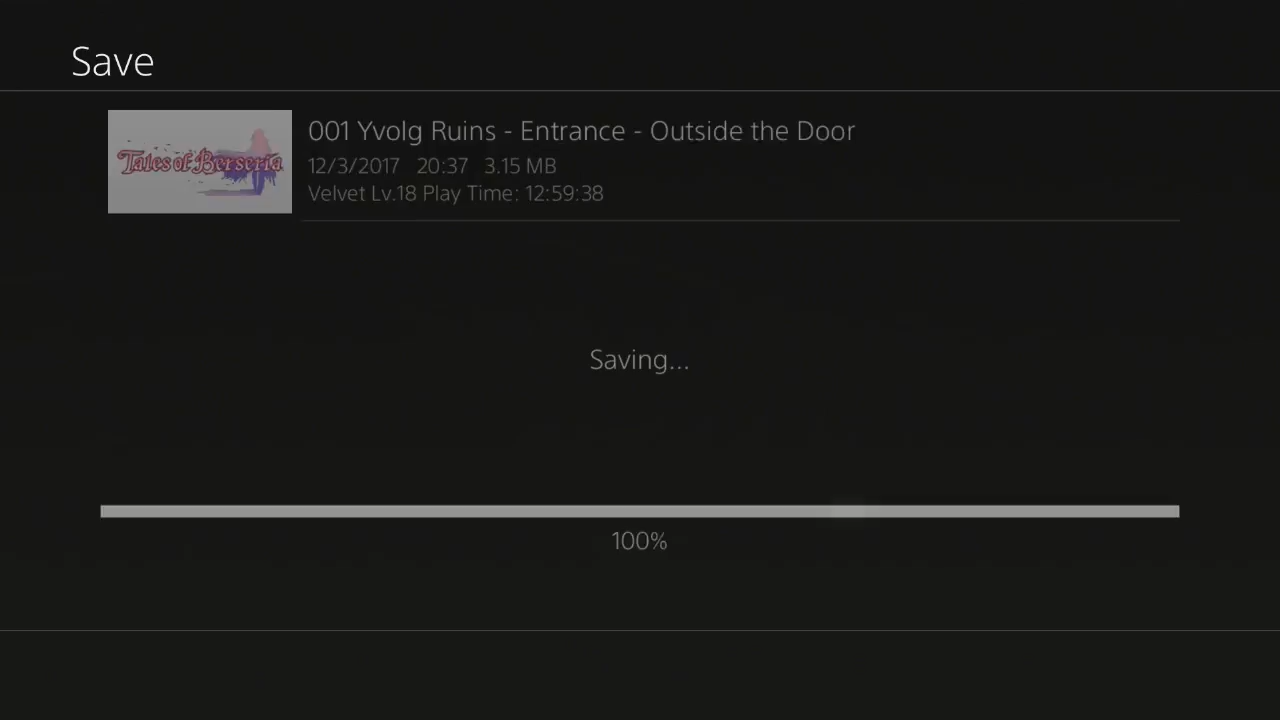 Save
Tales of Berseria
001 Yvolg Ruins - Entrance - Outside the Door
12/3/2017 20:37 3.15 MB
Velvet Lv.18 Play Time: 12:59:38
Saving...
100%